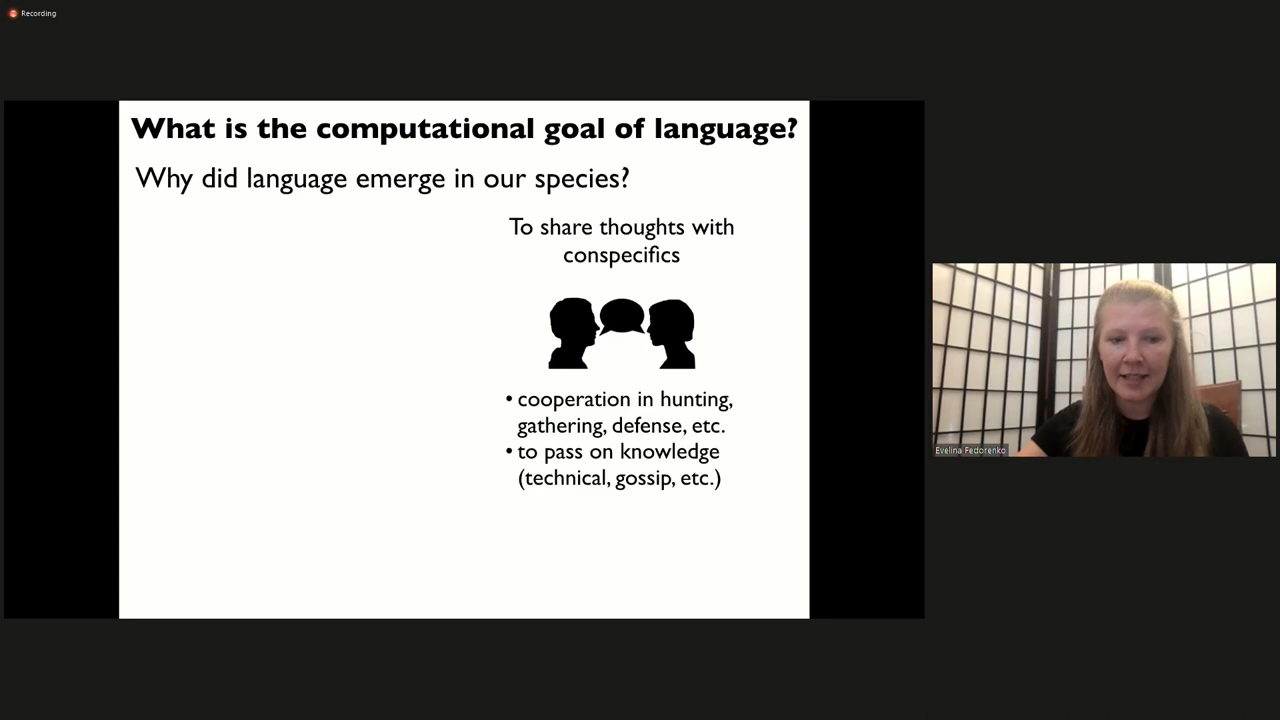 Recording
What is the computational goal of language?
Why did language emerge in our species?
To share thoughts with
conspecifics
• cooperation in hunting,
gathering, defense, etc.
• to pass on knowledge
(technical, gossip, etc.)
Evelina Fedorenko